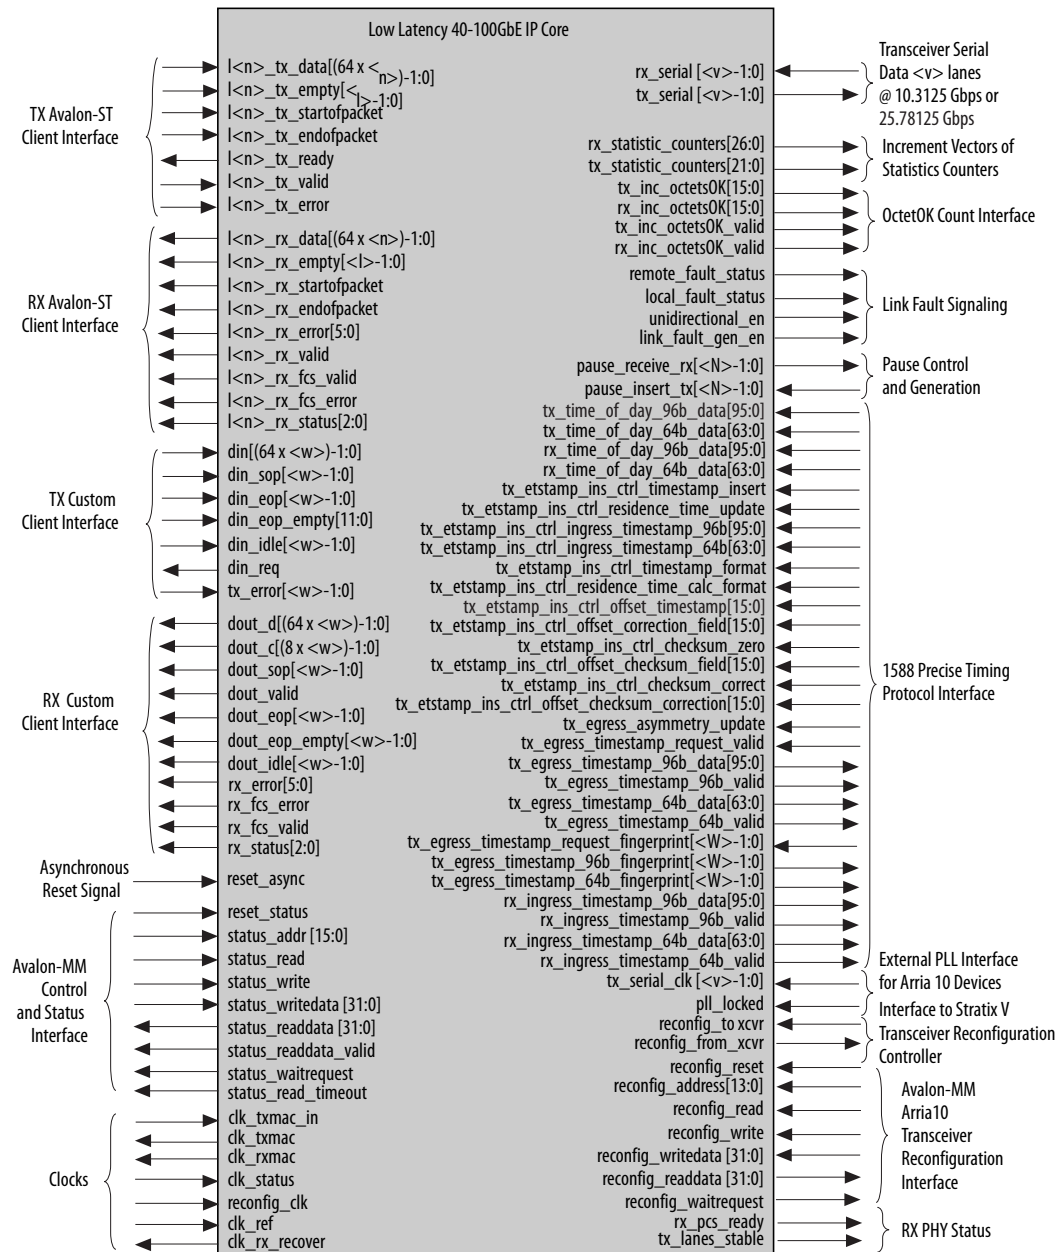 Low Latency 40-100GbE IP Core
TX Avalon-ST
Client Interface
l<n>_tx_data[(64 x <
n>)-1:0]
l<n>_tx_empty[<
l>-1:0]
l<n>_tx_startofpacket
l<n>_tx_endofpacket
l<n>_tx_ready
l<n>_tx_valid
l<n>_tx_error
RX Avalon-ST
Client Interface
l<n>_rx_data[(64 x <n>)-1:0]
l<n>_rx_empty[<l>-1:0]
l<n>_rx_startofpacket
l<n>_rx_endofpacket
l<n>_rx_error[5:0]
l<n>_rx_valid
l<n>_rx_fcs_valid
l<n>_rx_fcs_error
l<n>_rx_status[2:0]
TX Custom
Client Interface
din[(64 x <w>)-1:0]
din_sop[<w>-1:0]
din_eop[<w>-1:0]
din_eop_empty[11:0]
din_idle[<w>-1:0]
din_req
tx_error[<w>-1:0]
RX Custom
Client Interface
dout_d[(64 x <w>)-1:0]
dout_c[(8 x <w>)-1:0]
dout_sop[<w>-1:0]
dout_valid
dout_eop[<w>-1:0]
dout_eop_empty[<w>-1:0]
dout_idle[<w>-1:0]
rx_error[5:0]
rx_fcs_error
rx_fcs_valid
rx_status[2:0]
Asynchronous
Reset Signal
reset_async
Avalon-MM
Control
and Status
Interface
reset_status
status_addr [15:0]
status_read
status_write
status_writedata [31:0]
status_readdata [31:0]
status_readdata_valid
status_waitrequest
status_read_timeout
Clocks
clk_txmac_in
clk_txmac
clk_rxmac
clk_status
reconfig_clk
clk_ref
clk_rx_recover
rx_serial [<v>-1:0]
tx_serial [<v>-1:0]
Transceiver Serial
Data <v> lanes
@ 10.3125 Gbps or
25.78125 Gbps
rx_statistic_counters[26:0]
tx_statistic_counters[21:0]
Increment Vectors of
Statistics Counters
tx_inc_octetsOK[15:0]
rx_inc_octetsOK[15:0]
tx_inc_octetsOK_valid
rx_inc_octetsOK_valid
OctetOK Count Interface
remote_fault_status
local_fault_status
unidirectional_en
link_fault_gen_en
Link Fault Signaling
pause_receive_rx[<N>-1:0]
pause_insert_tx[<N>-1:0]
Pause Control
and Generation
tx_time_of_day_96b_data[95:0]
tx_time_of_day_64b_data[63:0]
rx_time_of_day_96b_data[95:0]
rx_time_of_day_64b_data[63:0]
tx_etstamp_ins_ctrl_timestamp_insert
tx_etstamp_ins_ctrl_residence_time_update
tx_etstamp_ins_ctrl_ingress_timestamp_96b[95:0]
tx_etstamp_ins_ctrl_ingress_timestamp_64b[63:0]
tx_etstamp_ins_ctrl_timestamp_format
tx_etstamp_ins_ctrl_residence_time_calc_format
tx_etstamp_ins_ctrl_offset_timestamp[15:0]
tx_etstamp_ins_ctrl_offset_correction_field[15:0]
tx_etstamp_ins_ctrl_checksum_zero
tx_etstamp_ins_ctrl_offset_checksum_field[15:0]
tx_etstamp_ins_ctrl_checksum_correct
tx_etstamp_ins_ctrl_offset_checksum_correction[15:0]
tx_egress_asymmetry_update
tx_egress_timestamp_request_valid
tx_egress_timestamp_96b_data[95:0]
tx_egress_timestamp_96b_valid
tx_egress_timestamp_64b_data[63:0]
tx_egress_timestamp_64b_valid
tx_egress_timestamp_request_fingerprint[<W>-1:0]
tx_egress_timestamp_96b_fingerprint[<W>-1:0]
tx_egress_timestamp_64b_fingerprint[<W>-1:0]
rx_ingress_timestamp_96b_data[95:0]
rx_ingress_timestamp_96b_valid
rx_ingress_timestamp_64b_data[63:0]
rx_ingress_timestamp_64b_valid
1588 Precise Timing
Protocol Interface
tx_serial_clk [<v>-1:0]
pll_locked
External PLL Interface
for Arria 10 Devices
reconfig_to xcvr
reconfig_from_xcvr
Interface to Stratix V
Transceiver Reconfiguration
Controller
reconfig_reset
reconfig_address[13:0]
reconfig_read
reconfig_write
reconfig_writedata [31:0]
reconfig_readdata [31:0]
reconfig_waitrequest
Avalon-MM
Arria10
Transceiver
Reconfiguration
Interface
rx_pcs_ready
tx_lanes_stable
RX PHY Status